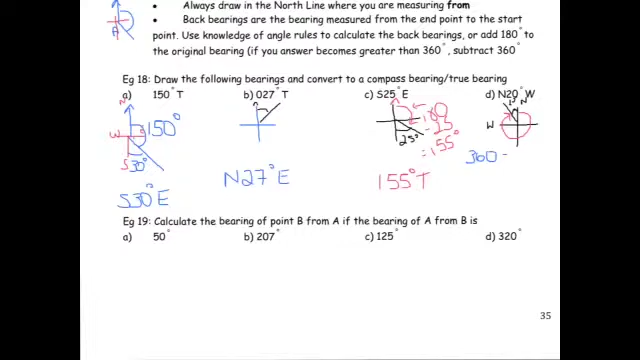 • Always draw in the North Line where you are measuring from
• Back bearings are the bearing measured from the end point to the start
point. Use knowledge of angle rules to calculate the back bearings, or add 180° to
the original bearing (if you answer becomes greater than 360°, subtract 360°
A
Eg 18: Draw the following bearings and convert to a compass bearing/true bearing
a) 150°T b) 027°T c) S25°E d) N20°W
N
W
150°
S 30°
S30°E
N27°E
25°
180
- 25
= 155°
155°T
N
W
360 -
Eg 19: Calculate the bearing of point B from A if the bearing of A from B is
a) 50° b) 207° c) 125° d) 320°
35